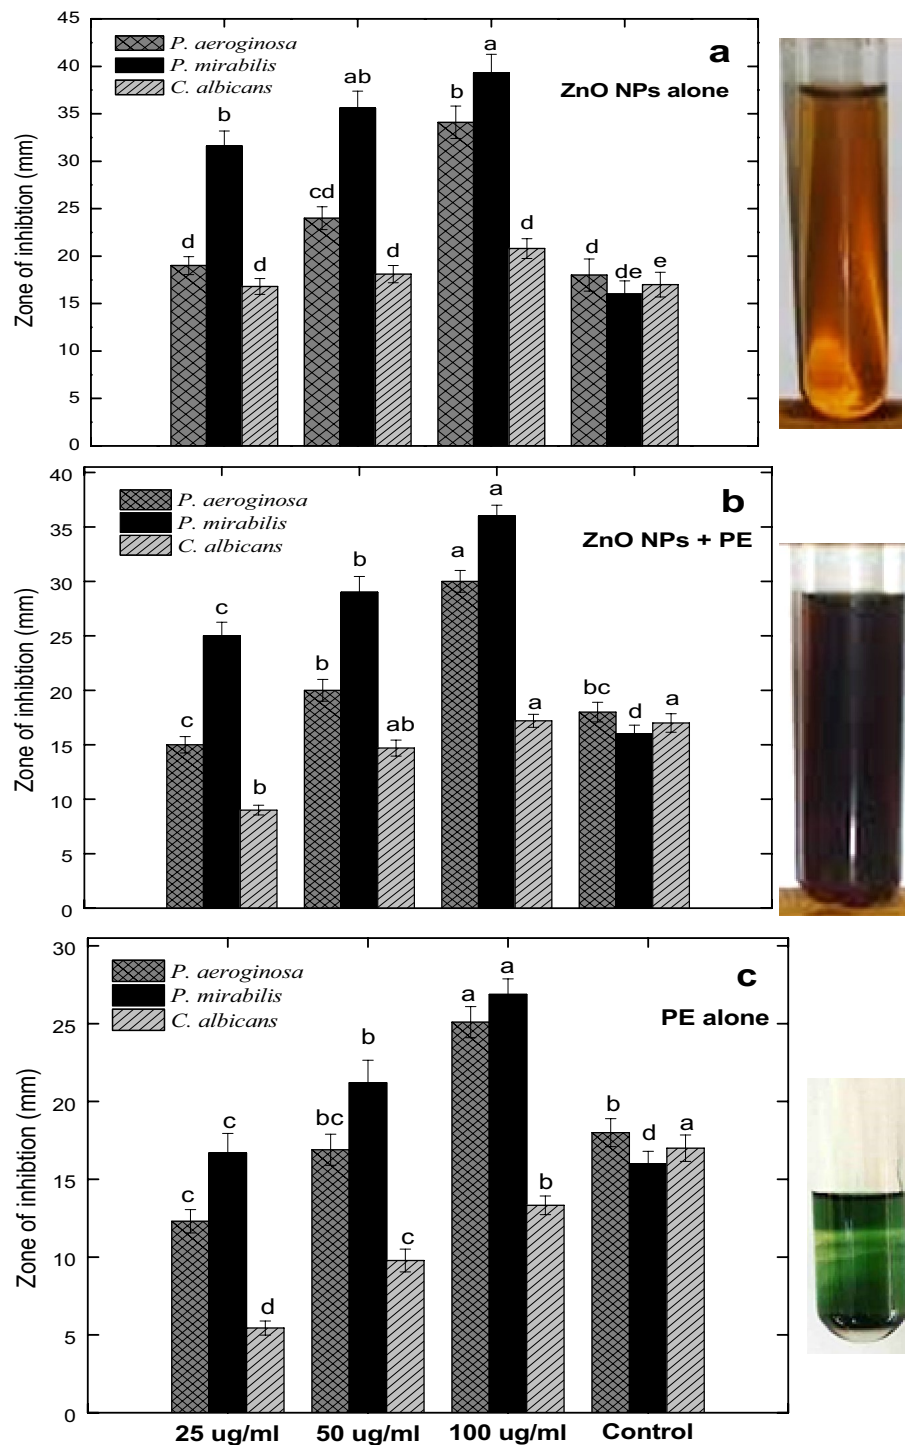 45
40
35
30
25
20
15
10
5
0
Zone of inhibtion (mm)
P. aeroginosa
P. mirabilis
C. albicans
a
ZnO NPs alone
d
b
d
cd
ab
d
b
a
d
d
de
e
40
35
30
25
20
15
10
5
0
Zone of inhibition (mm)
P. aeroginosa
P. mirabilis
C. albicans
b
ZnO NPs + PE
c
c
b
b
b
ab
a
a
a
bc
d
a
30
25
20
15
10
5
0
Zone of inhibition (mm)
P. aeroginosa
P. mirabilis
C. albicans
c
PE alone
c
c
d
bc
b
c
a
a
b
b
d
a
25 ug/ml 50 ug/ml 100 ug/ml Control